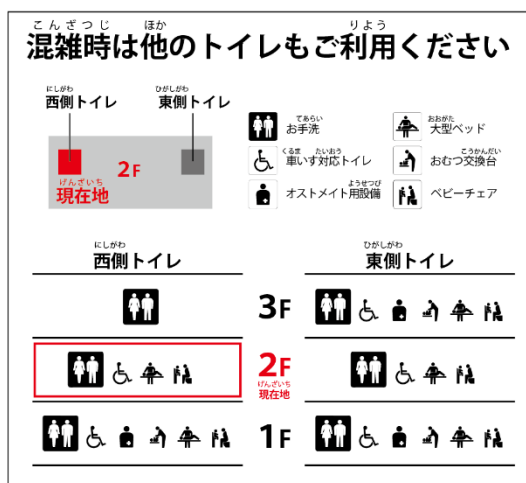 こんざつじ ほか りよう
混雑時は他のトイレもご利用ください
にしがわ
西側トイレ
ひがしがわ
東側トイレ
2F
げんざいち
現在地
てあらい
お手洗
くるま たいおう
車いす対応トイレ
ようせつび
オストメイト用設備
おおがた
大型ベッド
こうかんだい
おむつ交換台
ベビーチェア
にしがわ
西側トイレ
ひがしがわ
東側トイレ
3F
2F
げんざいち
現在地
1F